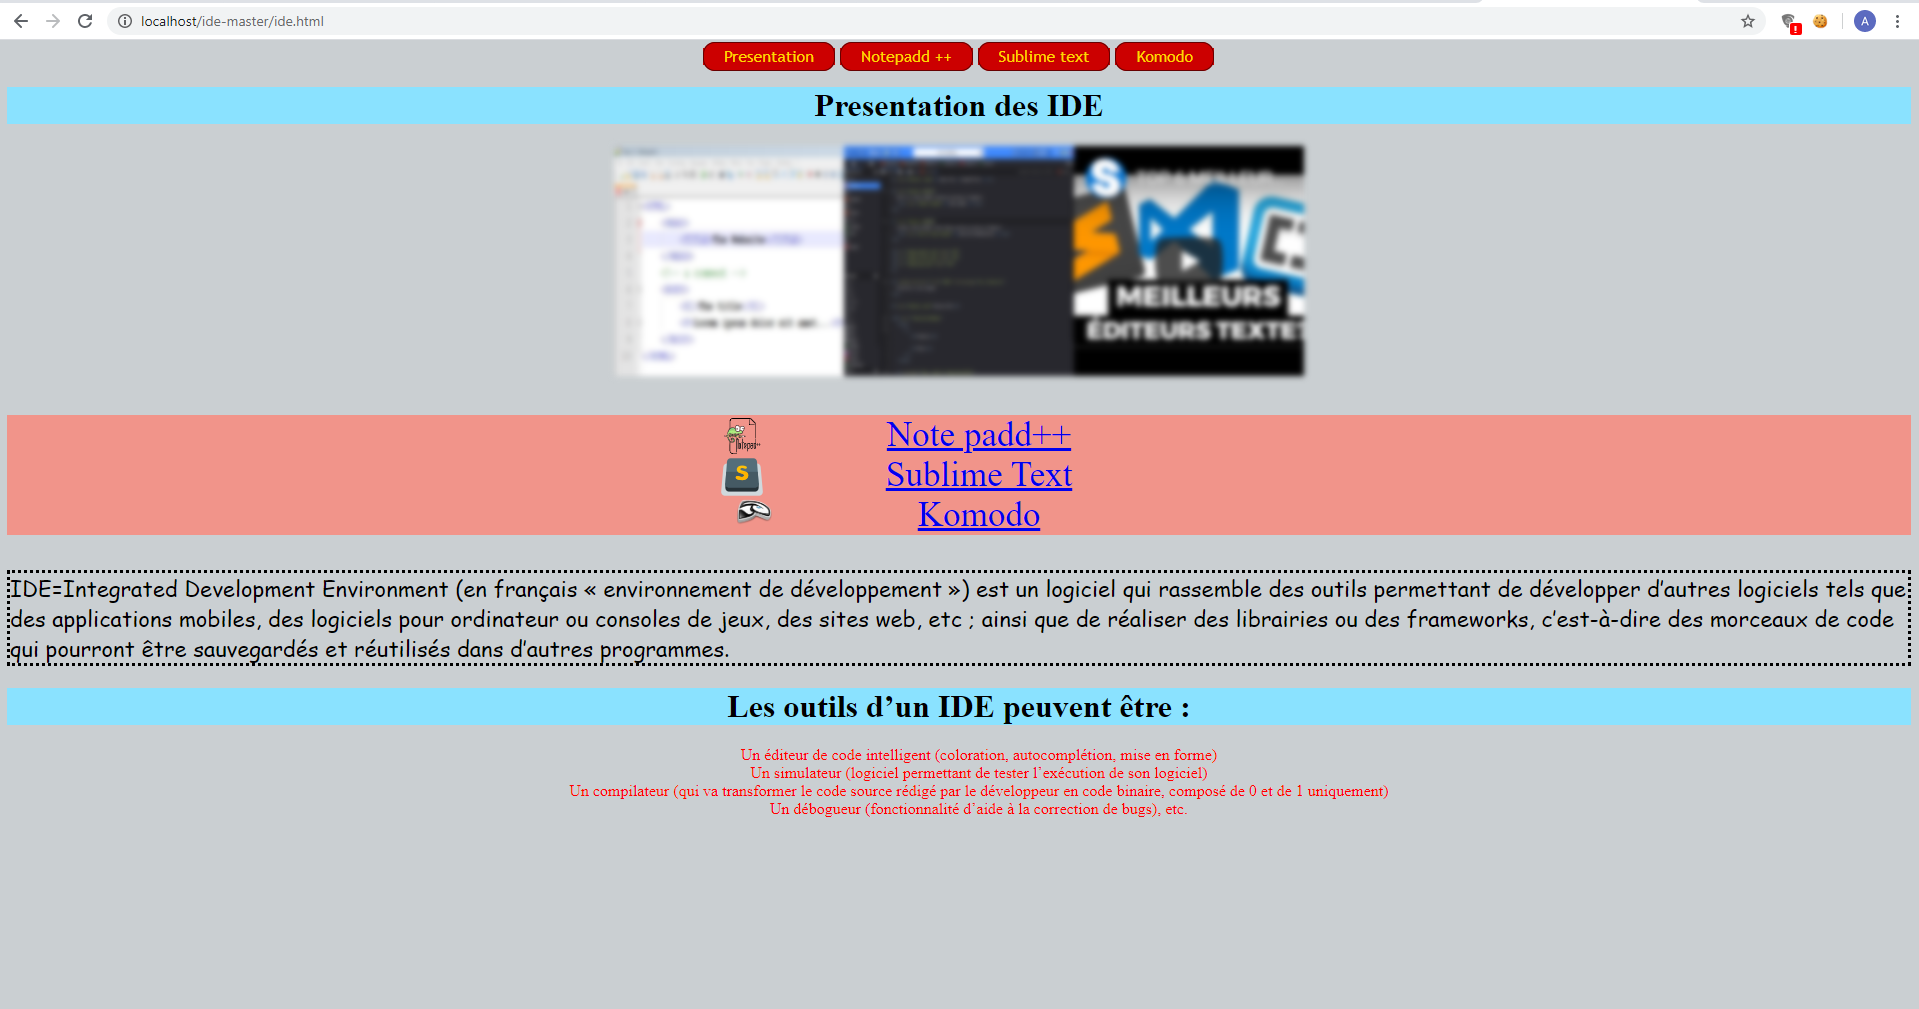 localhost/ide-master/ide.html
A
Presentation Notepadd ++ Sublime text Komodo
Presentation des IDE
MEILLEURS
ÉDITEURS TEXTE
Note padd++
S
Sublime Text
Komodo
IDE=Integrated Development Environment (en français « environnement de développement ») est un logiciel qui rassemble des outils permettant de développer d’autres logiciels tels que
des applications mobiles, des logiciels pour ordinateur ou consoles de jeux, des sites web, etc ; ainsi que de réaliser des librairies ou des frameworks, c’est-à-dire des morceaux de code
qui pourront être sauvegardés et réutilisés dans d’autres programmes.
Les outils d’un IDE peuvent être :
Un éditeur de code intelligent (coloration, autocomplétion, mise en forme)
Un simulateur (logiciel permettant de tester l’exécution de son logiciel)
Un compilateur (qui va transformer le code source rédigé par le développeur en code binaire, composé de 0 et de 1 uniquement)
Un débogueur (fonctionnalité d’aide à la correction de bugs), etc.